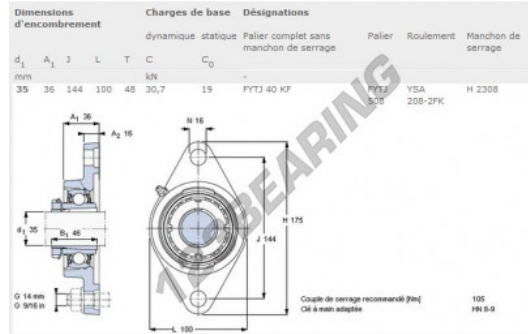 Dimensions d'encombrement
Charges de base
Désignations
dynamique statique Palier complet sans manchon de serrage Palier Roulement Manchon de serrage
d1 A1 J L T C C0
mm kN -
35 36 144 100 48 30,7 19 FYTJ 40 KF FYTJ 508 YSA 208-2FK H 2308
A1 36
A2 16
N 16
d1 35
B1 46
H 175
J 144
G 14 mm
G 9/16 in
L 100
Couple de serrage recommandé [Nm] 105
Clé à main adaptée HN 8-9
123BEARING